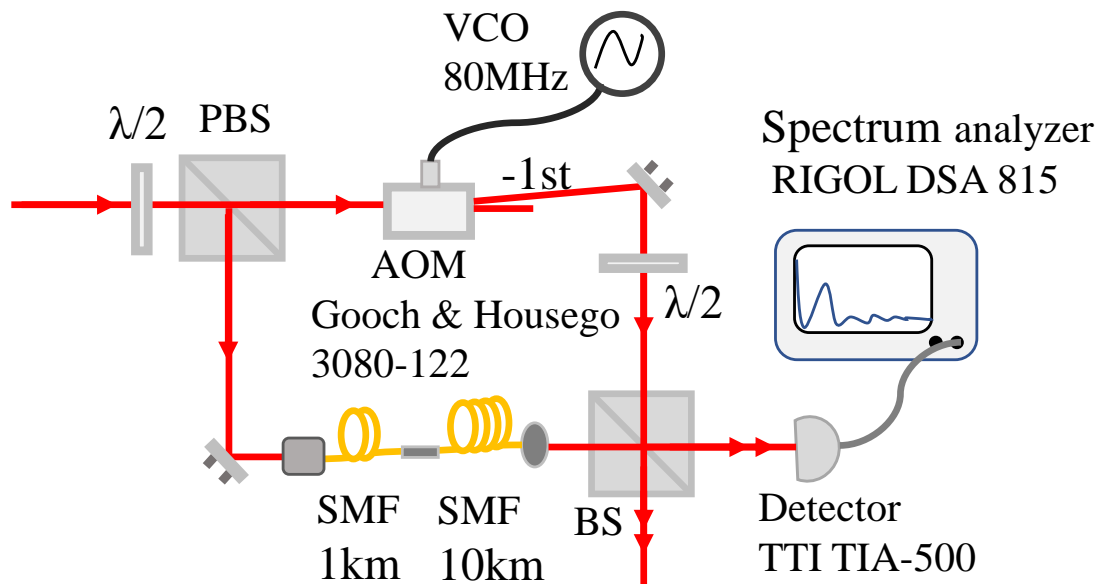 VCO
80MHz
λ/2
PBS
-1st
Spectrum analyzer
RIGOL DSA 815
AOM
Gooch & Housego
3080-122
λ/2
SMF
1km
SMF
10km
BS
Detector
TTI TIA-500